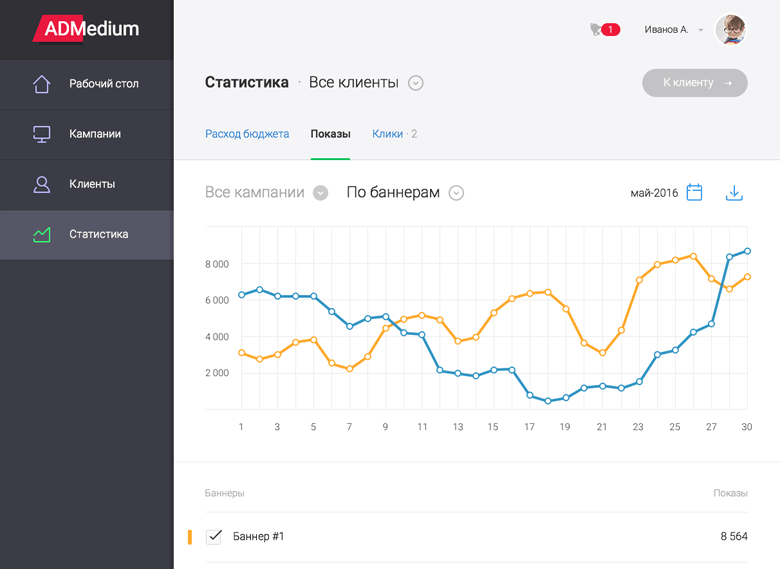 ADMedium
1
Иванов А.
Рабочий стол
Кампании
Клиенты
Статистика
Статистика · Все клиенты
К клиенту →
Расход бюджета
Показы
Клики · 2
Все кампании
По баннерам
май-2016
8 000
6 000
4 000
2 000
1 3 5 7 9 11 13 15 17 19 21 23 25 27 30
Баннеры
Показы
Баннер #1
8 564